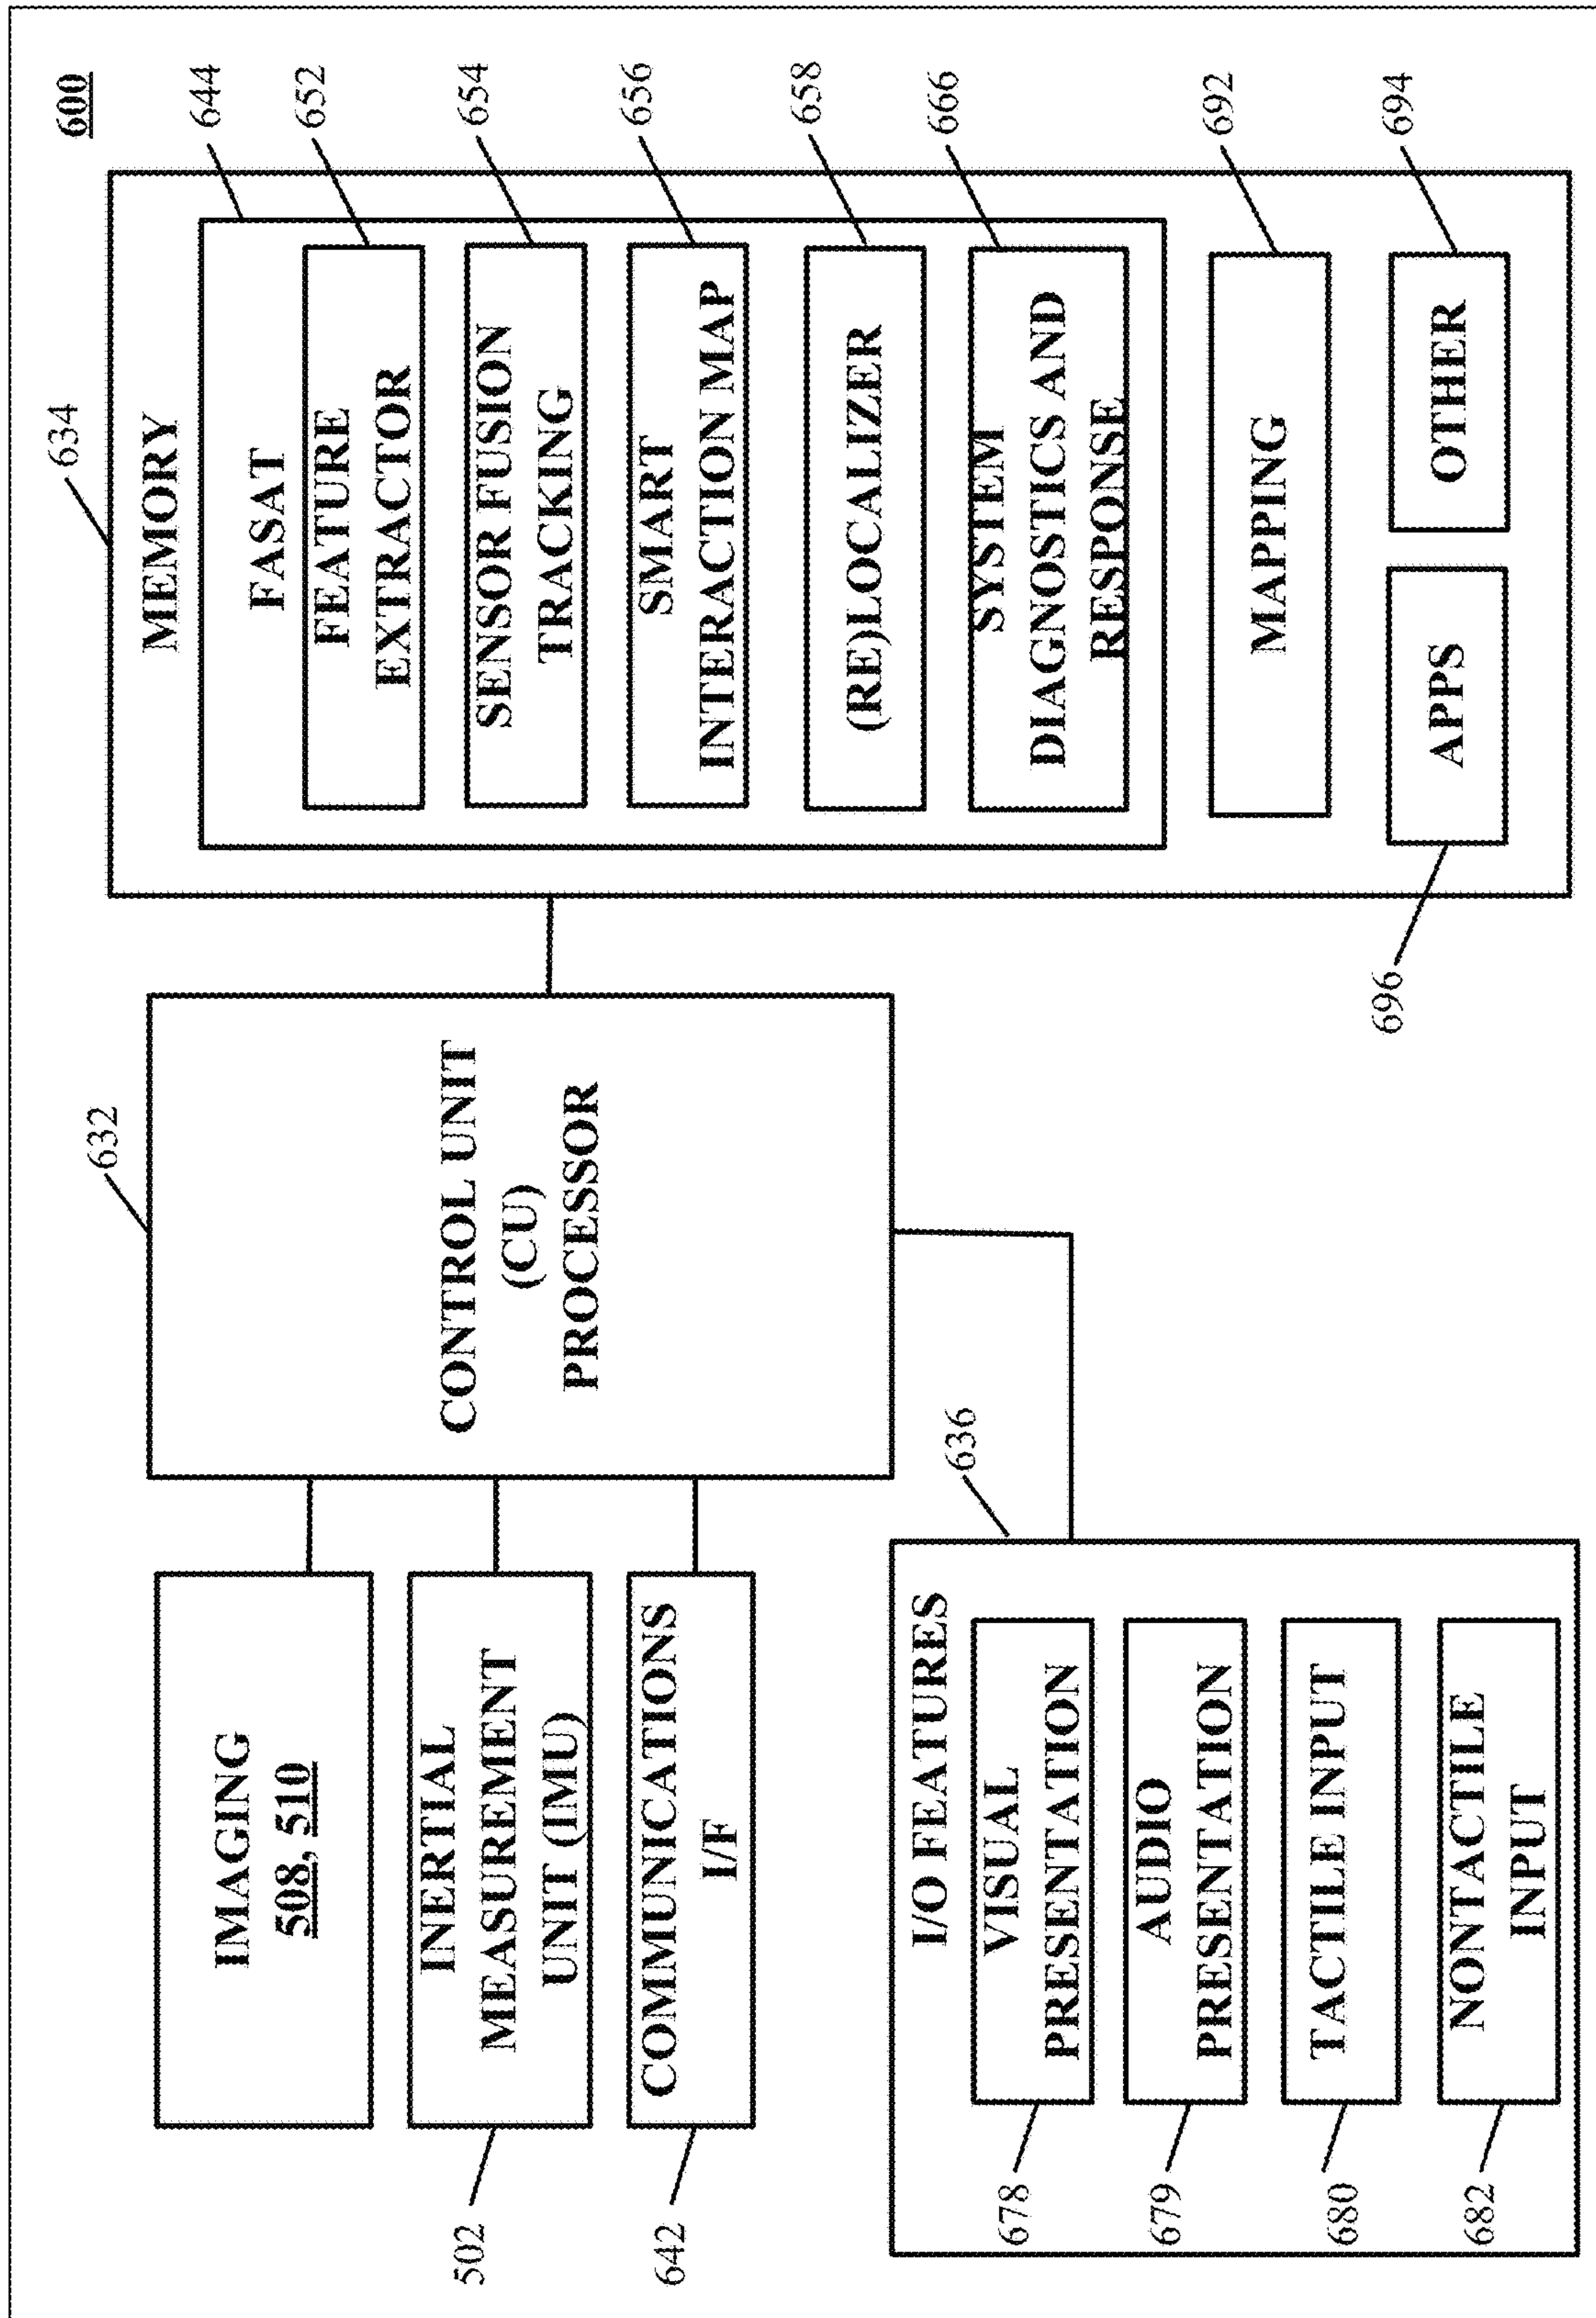 600
634
MEMORY
644
FASAT
652
FEATURE
EXTRACTOR
654
SENSOR FUSION
TRACKING
656
SMART
INTERACTION MAP
658
(RE)LOCALIZER
666
SYSTEM
DIAGNOSTICS AND
RESPONSE
692
MAPPING
694
OTHER
APPS
696
632
CONTROL UNIT
(CU)
PROCESSOR
IMAGING
508, 510
INERTIAL
MEASUREMENT
UNIT (IMU)
502
COMMUNICATIONS
I/F
642
636
I/O FEATURES
VISUAL
PRESENTATION
678
AUDIO
PRESENTATION
679
TACTILE INPUT
680
NONTACTILE
INPUT
682